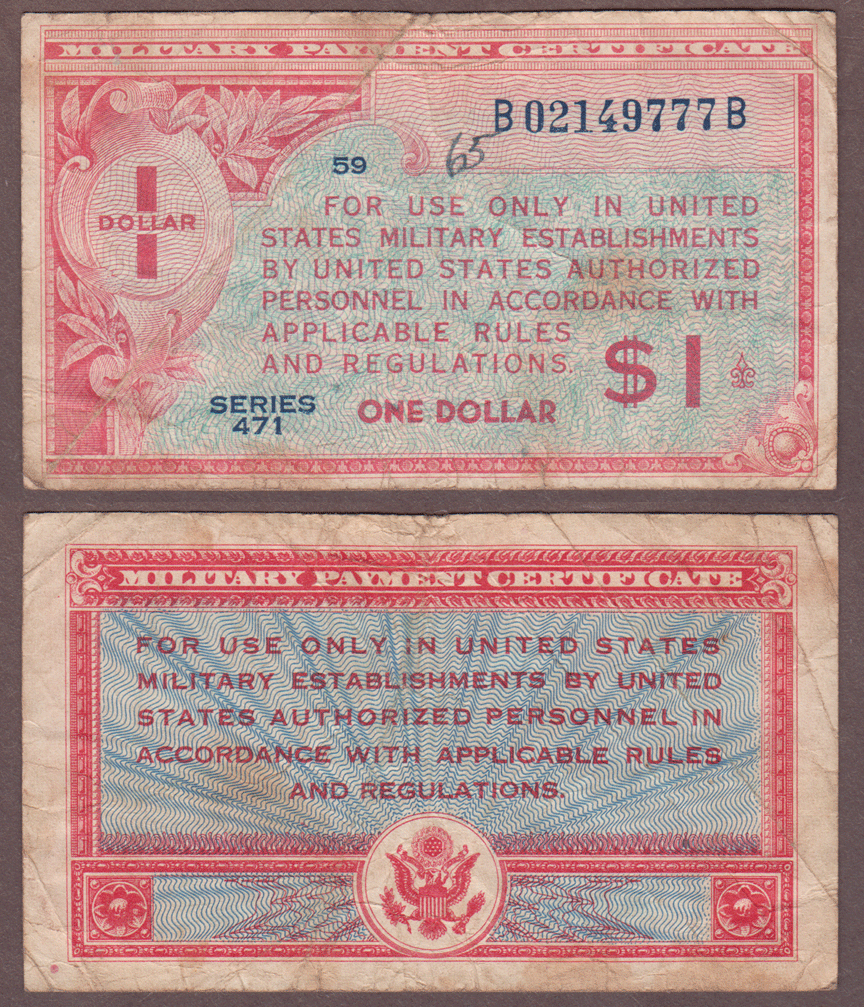 MILITARY PAYMENT CERTIFICATE
B02149777B
65
59
DOLLAR
FOR USE ONLY IN UNITED
STATES MILITARY ESTABLISHMENTS
BY UNITED STATES AUTHORIZED
PERSONNEL IN ACCORDANCE WITH
APPLICABLE RULES
AND REGULATIONS.
$1
SERIES
471
ONE DOLLAR
MILITARY PAYMENT CERTIFICATE
FOR USE ONLY IN UNITED STATES
MILITARY ESTABLISHMENTS BY UNITED
STATES AUTHORIZED PERSONNEL IN
ACCORDANCE WITH APPLICABLE RULES
AND REGULATIONS.